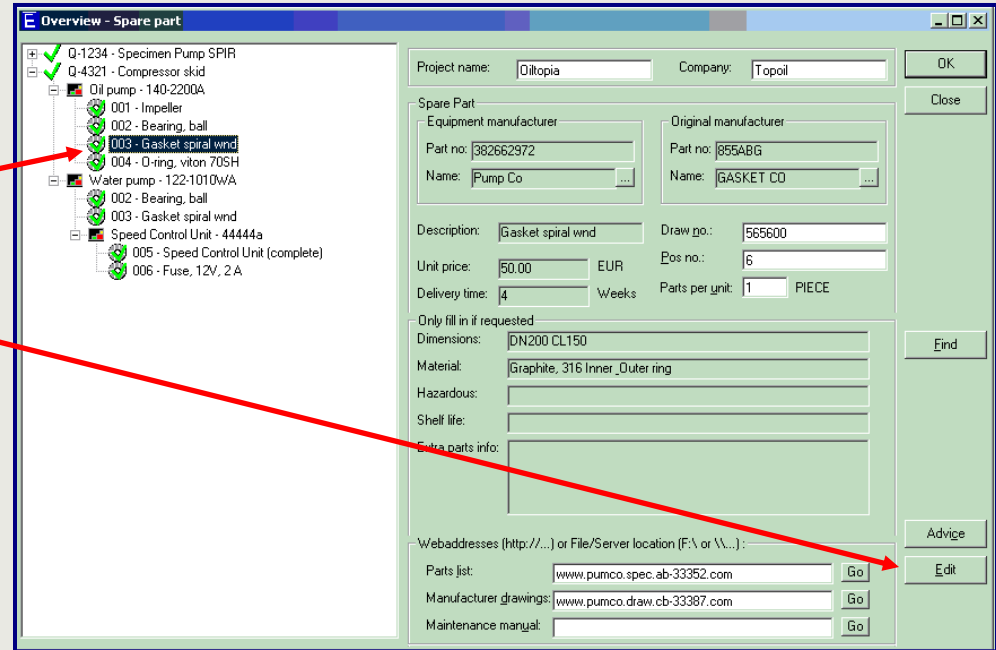 Overview - Spare part
Q-1234 - Specimen Pump SPIR
Q-4321 - Compressor skid
Oil pump - 140-2200A
001 - Impeller
002 - Bearing, ball
003 - Gasket spiral wnd
004 - O-ring, viton 70SH
Water pump - 122-1010WA
002 - Bearing, ball
003 - Gasket spiral wnd
Speed Control Unit - 44444a
005 - Speed Control Unit (complete)
006 - Fuse, 12V, 2 A
Project name: Oiltopia Company: Topoil
Spare Part
Equipment manufacturer
Part no: 382662972
Name: Pump Co ...
Original manufacturer
Part no: 855ABG
Name: GASKET CO ...
Description: Gasket spiral wnd
Unit price: 50.00 EUR
Delivery time: 4 Weeks
Draw no.: 565600
Pos no.: 6
Parts per unit: 1 PIECE
Only fill in if requested
Dimensions: DN200 CL150
Material: Graphite, 316 Inner_Outer ring
Hazardous:
Shelf life:
Extra parts info:
Webaddresses (http://...) or File/Server location (F:\ or \\...) :
Parts list: www.pumco.spec.ab-33352.com Go
Manufacturer drawings: www.pumco.draw.cb-33387.com Go
Maintenance manual: Go
OK
Close
Find
Advice
Edit